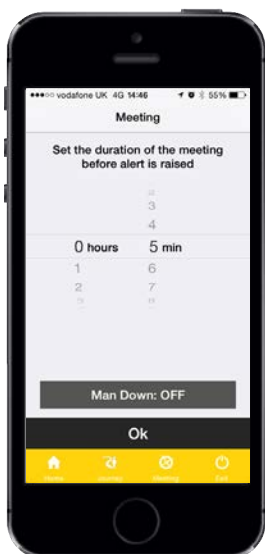 ●●●○○ vodafone UK 4G 14:46 55%
Meeting
Set the duration of the meeting
before alert is raised
3
4
0 hours 5 min
1 6
2 7
Man Down: OFF
Ok
Home Journey Meeting Exit